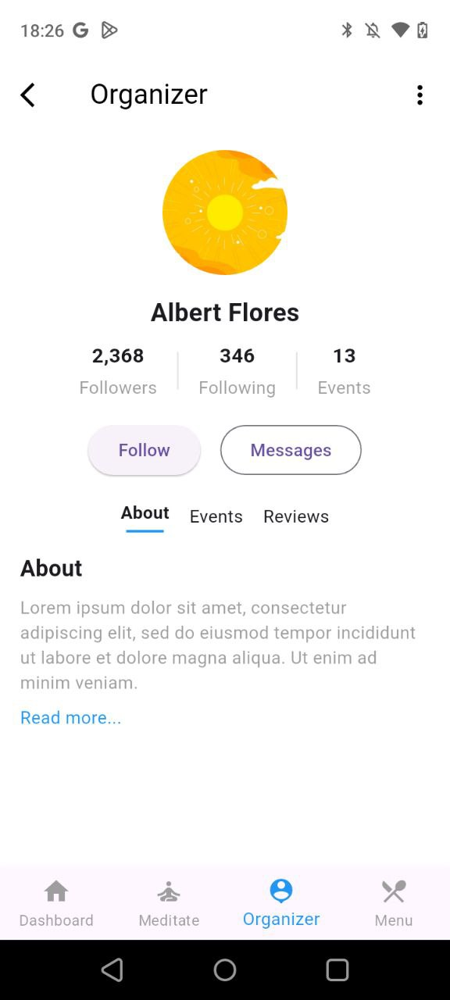 18:26
Organizer
Albert Flores
2,368 346 13
Followers Following Events
Follow Messages
About Events Reviews
About
Lorem ipsum dolor sit amet, consectetur
adipiscing elit, sed do eiusmod tempor incididunt
ut labore et dolore magna aliqua. Ut enim ad
minim veniam.
Read more...
Dashboard Meditate Organizer Menu